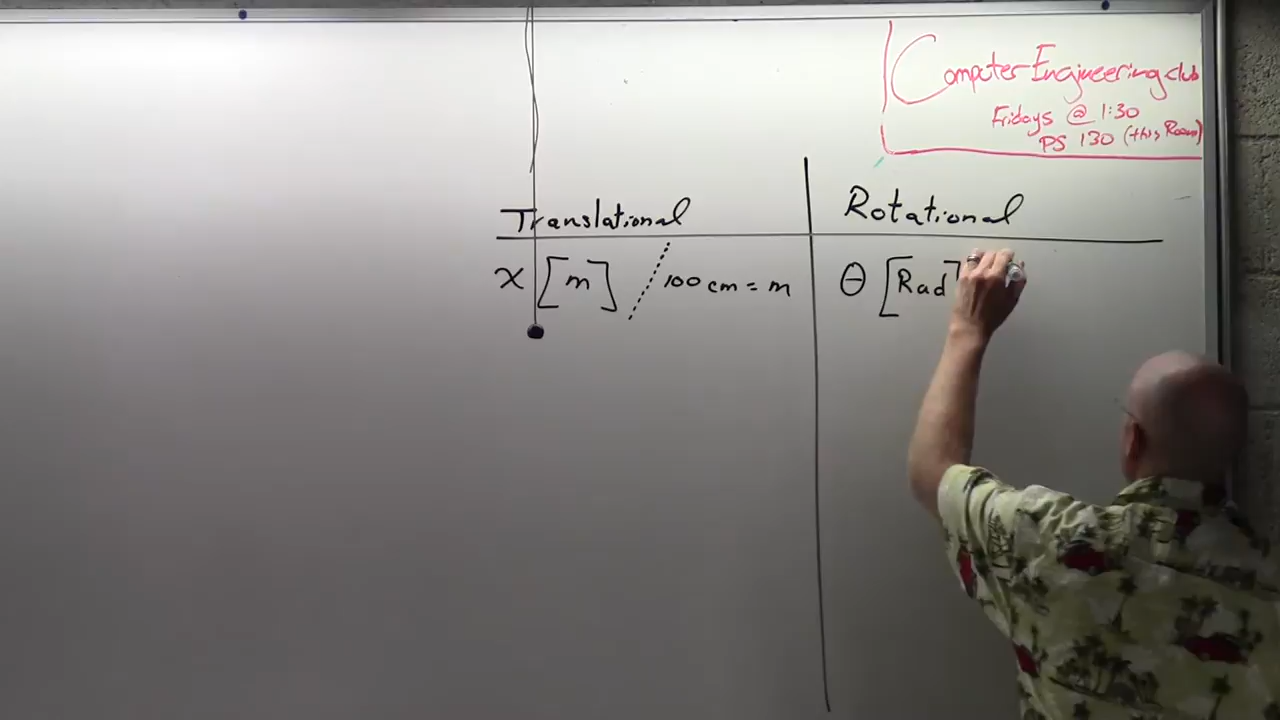 Computer Engineering club
Fridays @ 1:30
PS 130 (this Room)
Translational
Rotational
x [m] / 100 cm = m
θ [Rad]